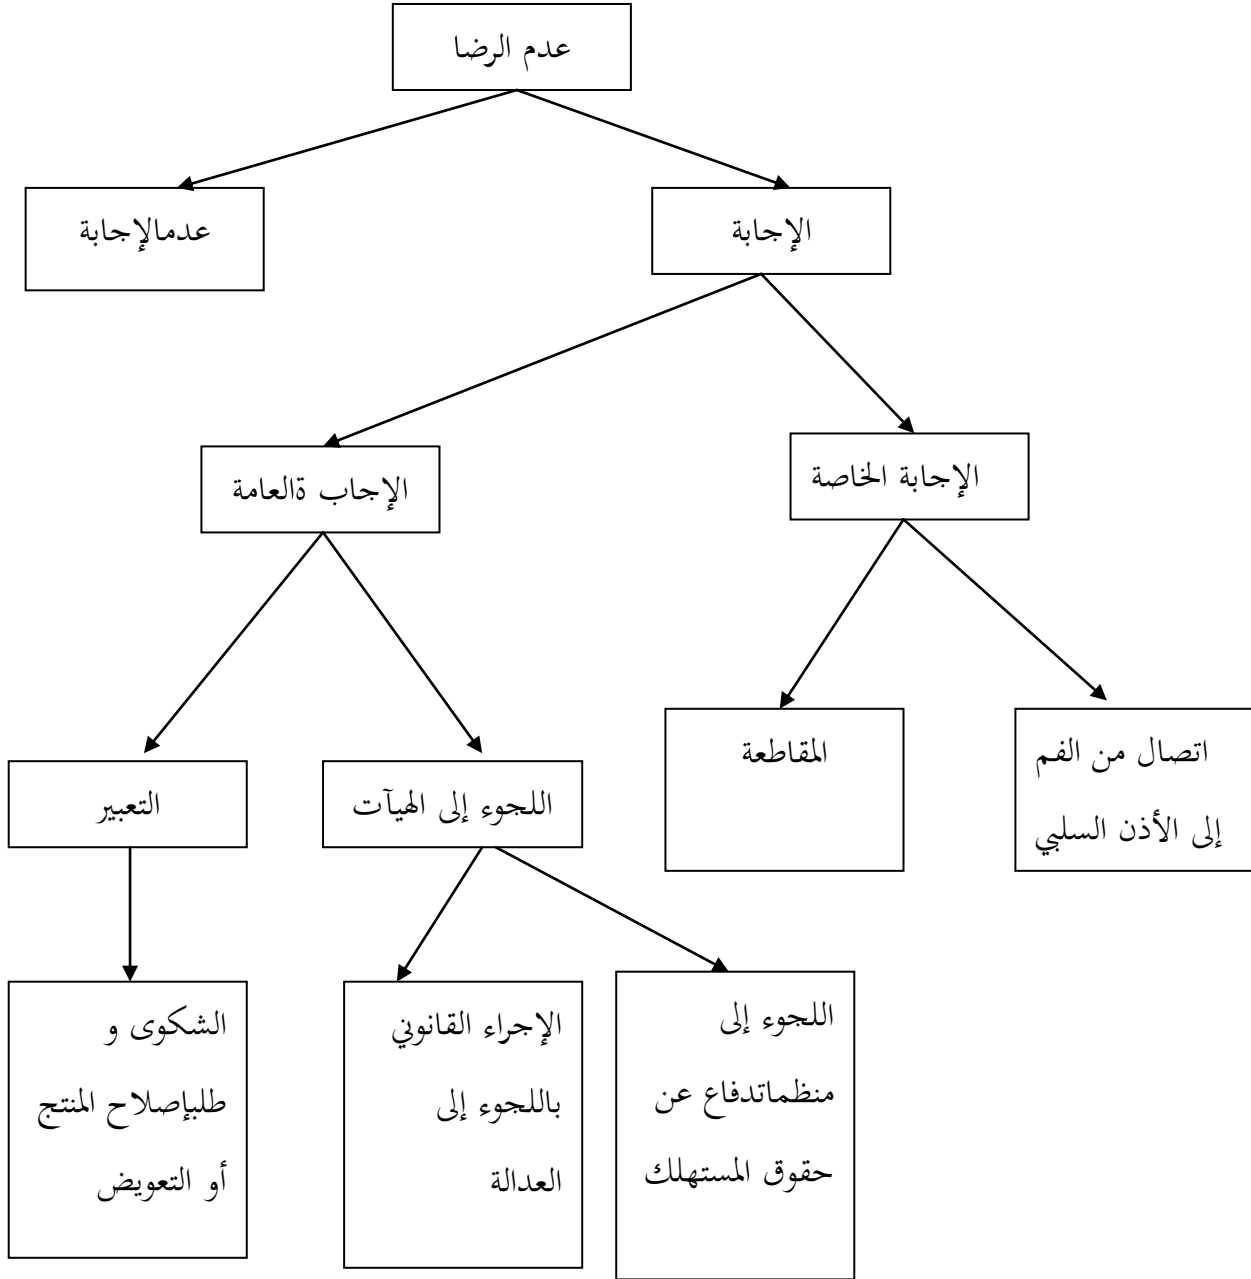 عدم الرضا
الإجابة
عدمالإجابة
الإجابة الخاصة
الإجاب ةالعامة
اتصال من الفم
إلى الأذن السلبي
المقاطعة
اللجوء إلى الهيآت
التعبير
اللجوء إلى
منظماتدفاع عن
حقوق المستهلك
الإجراء القانوني
باللجوء إلى
العدالة
الشكوى و
طلبإصلاح المنتج
أو التعويض